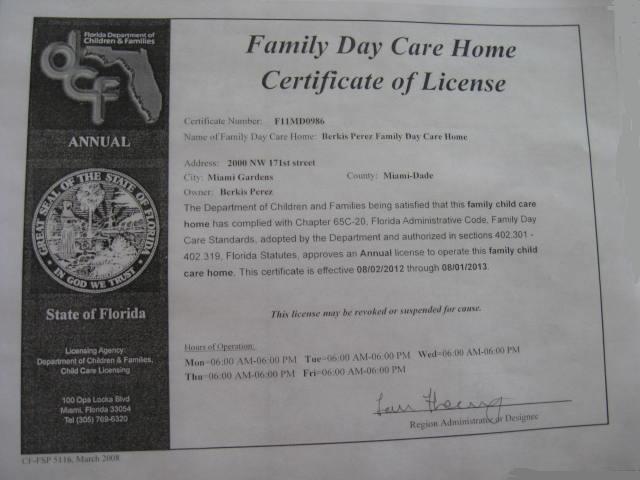 Florida Department of
Children & Families
dcf
ANNUAL
GREAT SEAL OF THE STATE OF FLORIDA
IN GOD WE TRUST
State of Florida
Licensing Agency:
Department of Children & Families,
Child Care Licensing
100 Opa Locka Blvd
Miami, Florida 33054
Tel (305) 769-6320
Family Day Care Home
Certificate of License
Certificate Number: F11MD0986
Name of Family Day Care Home: Berkis Perez Family Day Care Home
Address: 2000 NW 171st street
City: Miami Gardens County: Miami-Dade
Owner: Berkis Perez
The Department of Children and Families being satisfied that this family child care
home has complied with Chapter 65C-20, Florida Administrative Code, Family Day
Care Standards, adopted by the Department and authorized in sections 402.301 -
402.319, Florida Statutes, approves an Annual license to operate this family child
care home. This certificate is effective 08/02/2012 through 08/01/2013.
This license may be revoked or suspended for cause.
Hours of Operation:
Mon=06:00 AM-06:00 PM Tue=06:00 AM-06:00 PM Wed=06:00 AM-06:00 PM
Thu=06:00 AM-06:00 PM Fri=06:00 AM-06:00 PM
Region Administrator or Designee
CF-FSP 5116, March 2008